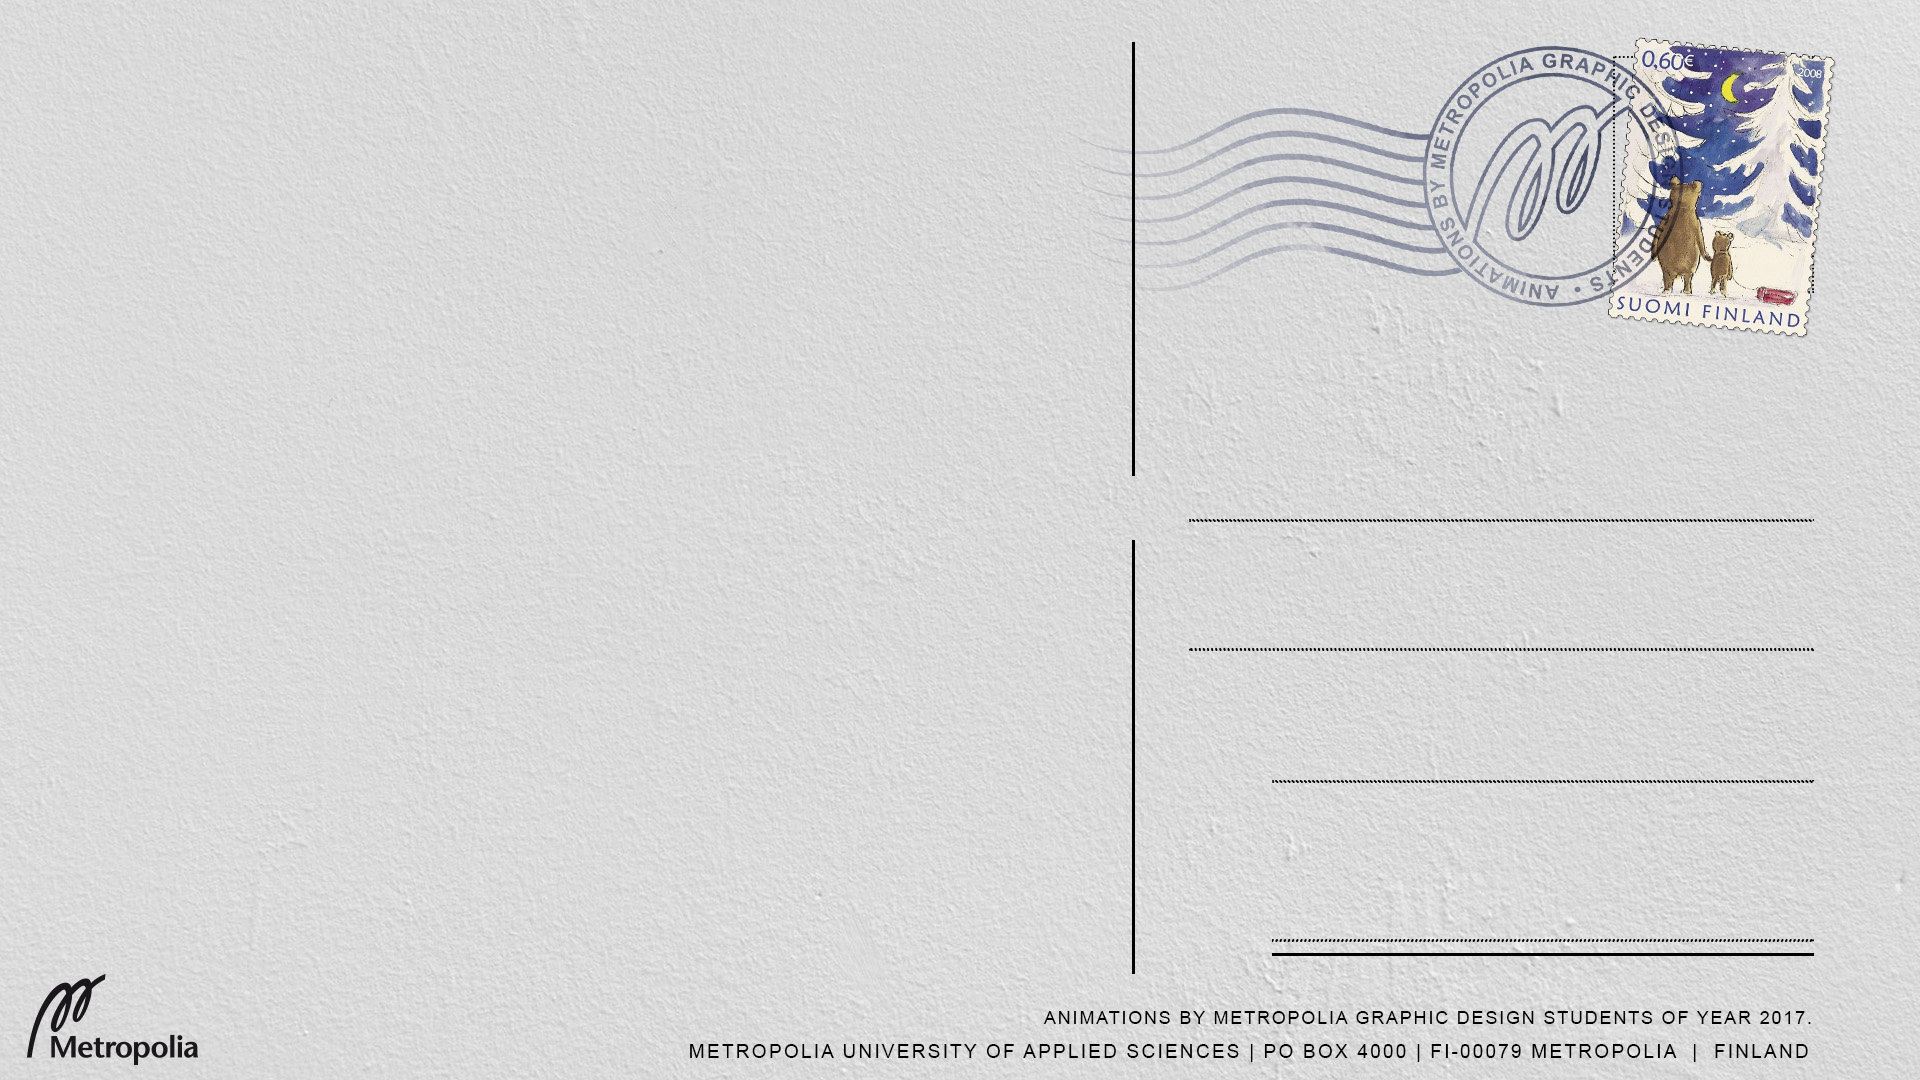 ANIMATIONS BY METROPOLIA GRAPHIC DESIGN STUDENTS •
0,60€
2008
SUOMI FINLAND
Metropolia
ANIMATIONS BY METROPOLIA GRAPHIC DESIGN STUDENTS OF YEAR 2017.
METROPOLIA UNIVERSITY OF APPLIED SCIENCES | PO BOX 4000 | FI-00079 METROPOLIA | FINLAND